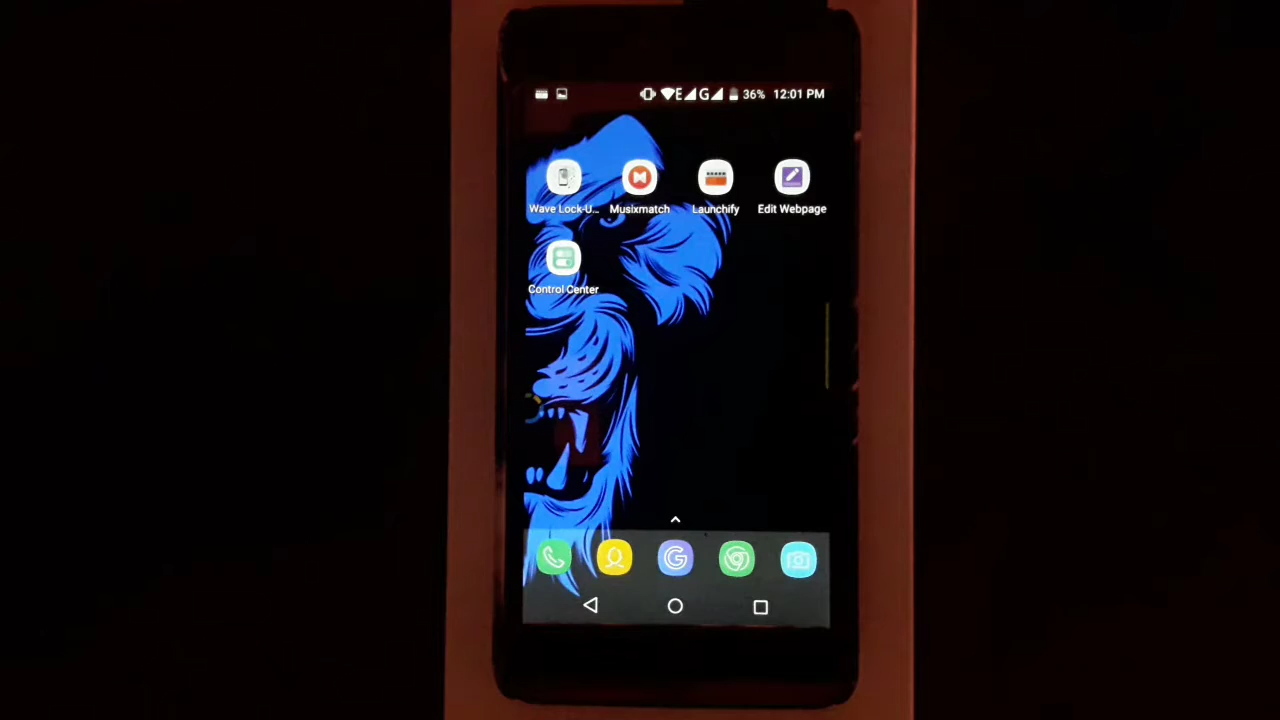 E G 36% 12:01 PM
Wave Lock-U... Musixmatch Launchify Edit Webpage
Control Center
G